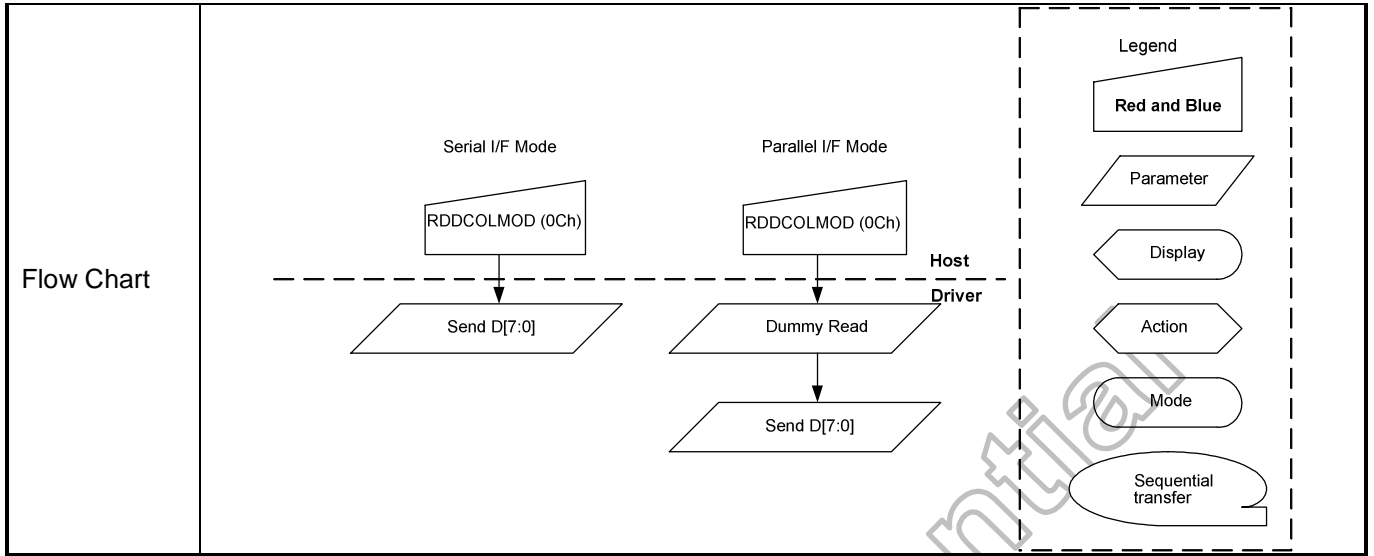 Flow Chart
Serial I/F Mode
RDDCOLMOD (0Ch)
Send D[7:0]
Parallel I/F Mode
RDDCOLMOD (0Ch)
Host
Driver
Dummy Read
Send D[7:0]
Legend
Red and Blue
Parameter
Display
Action
Mode
Sequential
transfer